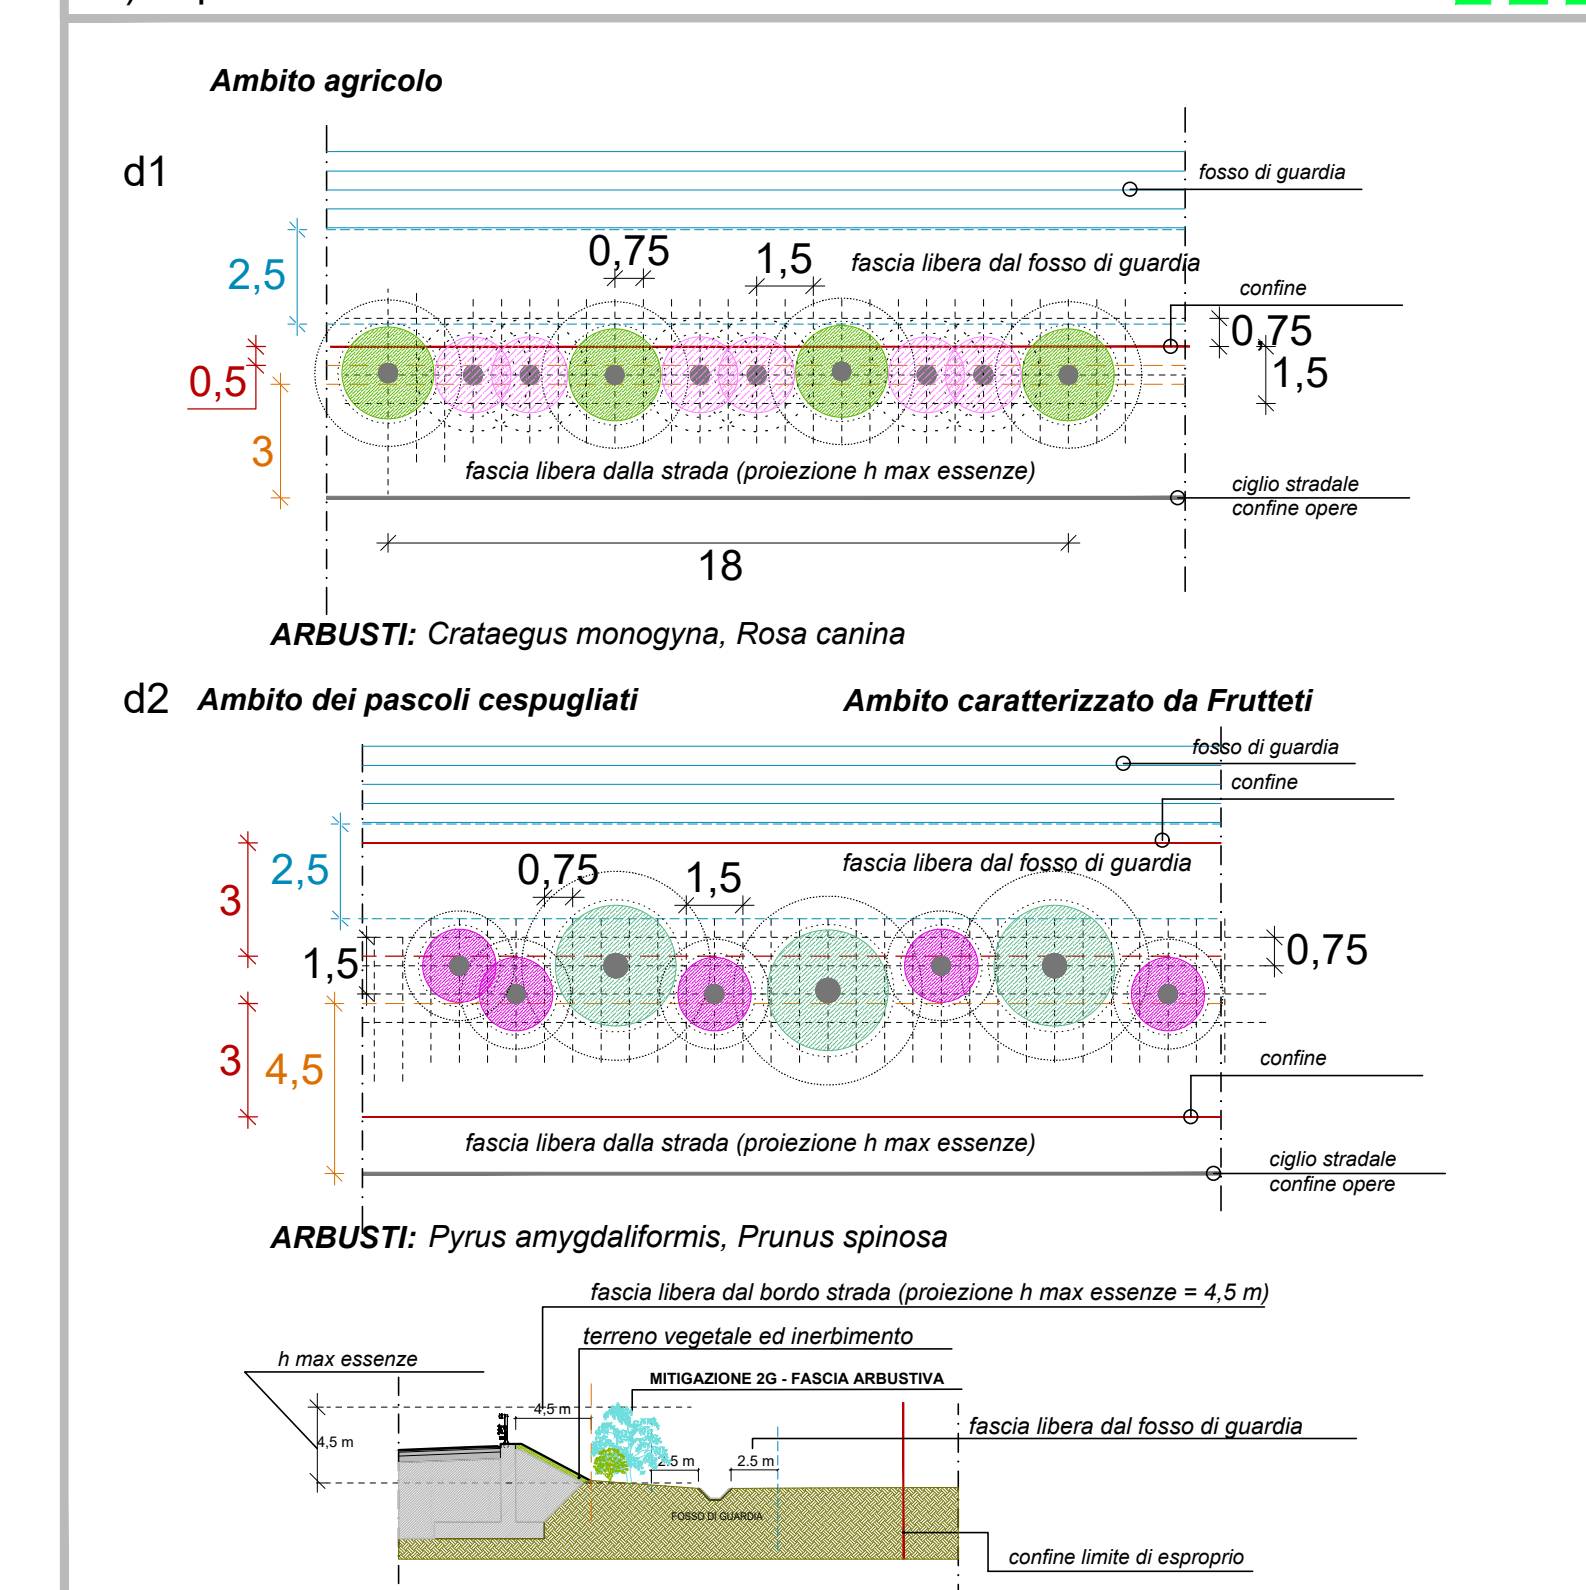 Ambito agricolo
d1
fosso di guardia
0,75
1,5
fascia libera dal fosso di guardia
2,5
confine
0,75
0,5
1,5
3
fascia libera dalla strada (proiezione h max essenze)
ciglio stradale
confine opere
18
ARBUSTI: Crataegus monogyna, Rosa canina
d2 Ambito dei pascoli cespugliati
Ambito caratterizzato da Frutteti
fosso di guardia
confine
2,5
0,75
1,5
fascia libera dal fosso di guardia
3
1,5
0,75
3
4,5
confine
fascia libera dalla strada (proiezione h max essenze)
ciglio stradale
confine opere
ARBUSTI: Pyrus amygdaliformis, Prunus spinosa
fascia libera dal bordo strada (proiezione h max essenze = 4,5 m)
terreno vegetale ed inerbimento
h max essenze
MITIGAZIONE 2G - FASCIA ARBUSTIVA
4,5 m
fascia libera dal fosso di guardia
4,5 m
2.5 m
2.5 m
FOSSO DI GUARDIA
confine limite di esproprio